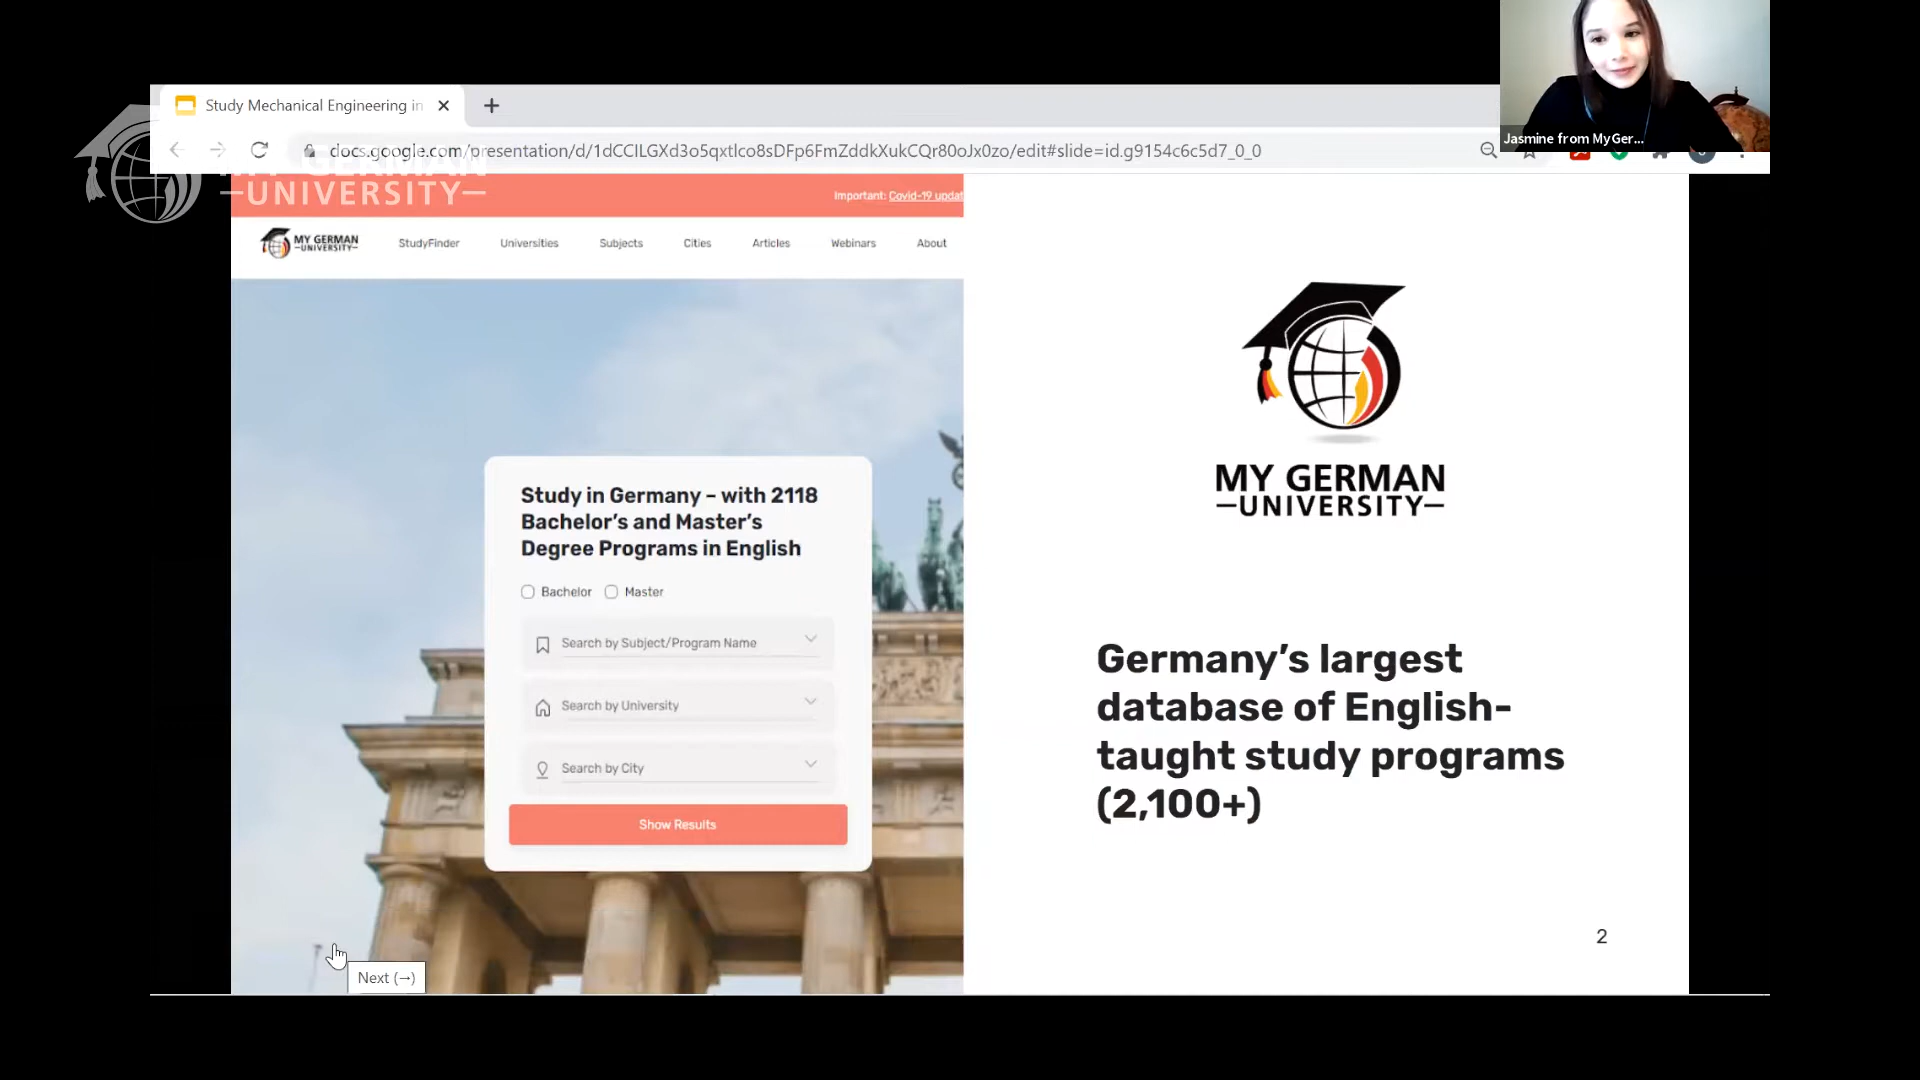 Jasmine from MyGer...
Study Mechanical Engineering in
docs.google.com/presentation/d/1dCCILGXd3o5qxtlco8sDFp6FmZddkXukCQr80oJx0zo/edit#slide=id.g9154c6c5d7_0_0
MY GERMAN
UNIVERSITY
Important: Covid-19 updat
MY GERMAN
UNIVERSITY
StudyFinder
Universities
Subjects
Cities
Articles
Webinars
About
Study in Germany – with 2118
Bachelor’s and Master’s
Degree Programs in English
Bachelor
Master
Search by Subject/Program Name
Search by University
Search by City
Show Results
MY GERMAN
UNIVERSITY
Germany’s largest
database of English-
taught study programs
(2,100+)
2
Next (→)